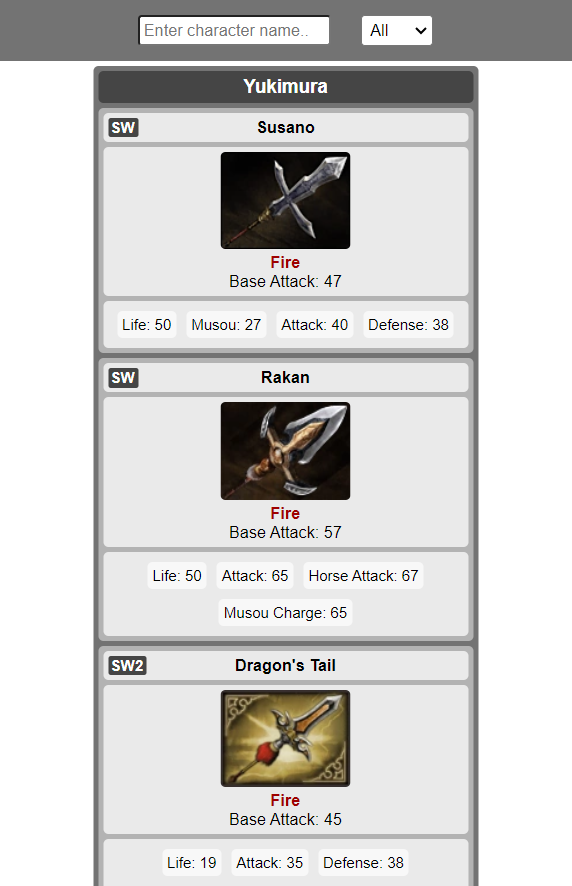 Enter character name..
All
Yukimura
SW Susano
Fire
Base Attack: 47
Life: 50 Musou: 27 Attack: 40 Defense: 38
SW Rakan
Fire
Base Attack: 57
Life: 50 Attack: 65 Horse Attack: 67
Musou Charge: 65
SW2 Dragon's Tail
Fire
Base Attack: 45
Life: 19 Attack: 35 Defense: 38